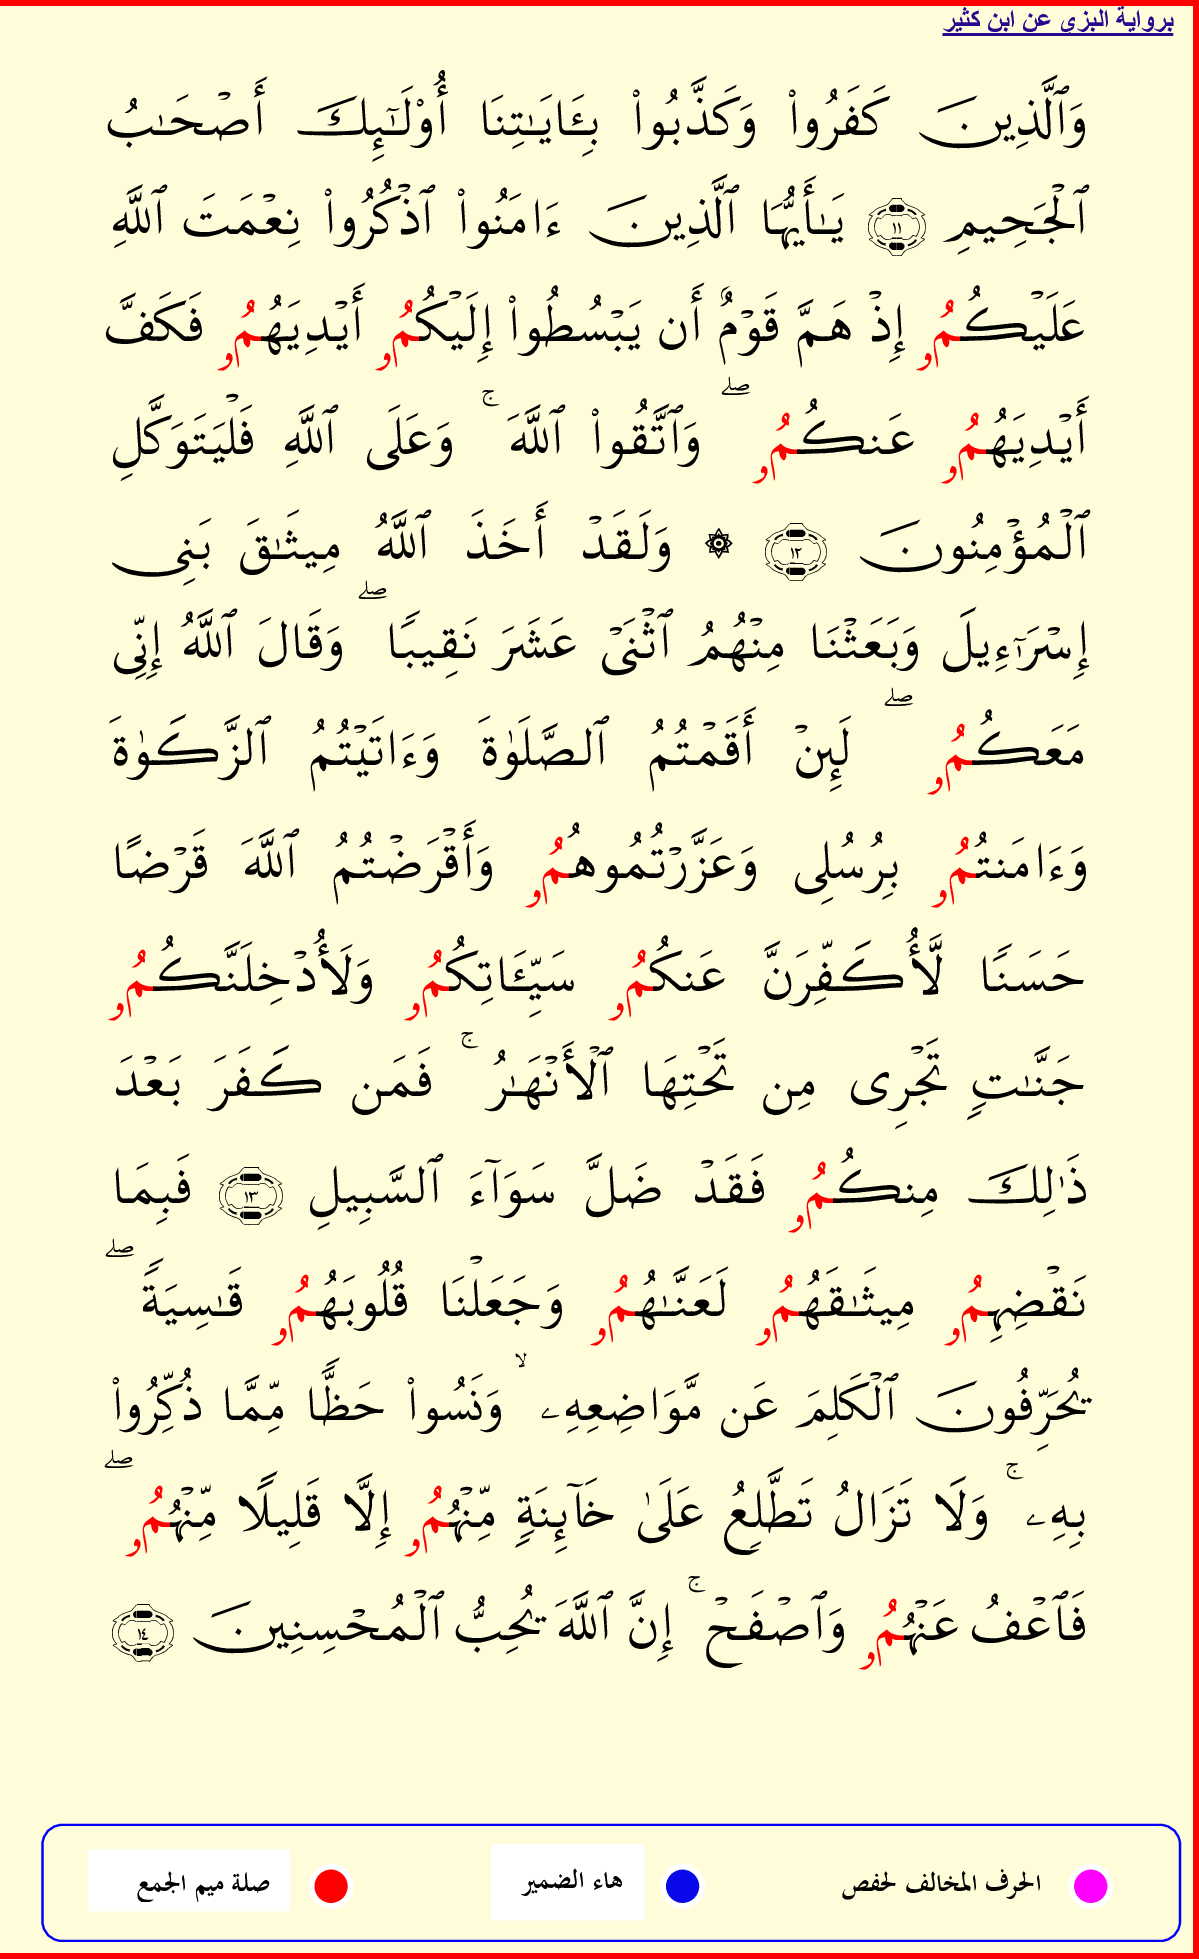 برواية البزي عن ابن كثير
وَٱلَّذِينَ كَفَرُوا۟ وَكَذَّبُوا۟ بِـَٔايَـٰتِنَا أُو۟لَـٰٓئِكَ أَصْحَـٰبُ
ٱلْجَحِيمِ ١١ يَـٰأَيُّهَا ٱلَّذِينَ ءَامَنُوا۟ ٱذْكُرُوا۟ نِعْمَتَ ٱللَّهِ
عَلَيْكُمُو إِذْ هَمَّ قَوْمٌ أَن يَبْسُطُوا۟ إِلَيْكُمُو أَيْدِيَهُمُو فَكَفَّ
أَيْدِيَهُمُو عَنكُمُو ۖ وَٱتَّقُوا۟ ٱللَّهَ ۚ وَعَلَى ٱللَّهِ فَلْيَتَوَكَّلِ
ٱلْمُؤْمِنُونَ ١٢ ۞ وَلَقَدْ أَخَذَ ٱللَّهُ مِيثَـٰقَ بَنِى
إِسْرَٰٓءِيلَ وَبَعَثْنَا مِنْهُمُ ٱثْنَىْ عَشَرَ نَقِيبًا ۖ وَقَالَ ٱللَّهُ إِنِّى
مَعَكُمُو ۖ لَئِنْ أَقَمْتُمُ ٱلصَّلَوٰةَ وَءَاتَيْتُمُ ٱلزَّكَوٰةَ
وَءَامَنتُمُو بِرُسُلِى وَعَزَّرْتُمُوهُمُو وَأَقْرَضْتُمُ ٱللَّهَ قَرْضًا
حَسَنًا لَّأُكَفِّرَنَّ عَنكُمُو سَيِّـَٔاتِكُمُو وَلَأُدْخِلَنَّكُمُو
جَنَّـٰتٍ تَجْرِى مِن تَحْتِهَا ٱلْأَنْهَـٰرُ ۚ فَمَن كَفَرَ بَعْدَ
ذَٰلِكَ مِنكُمُو فَقَدْ ضَلَّ سَوَآءَ ٱلسَّبِيلِ ١٣ فَبِمَا
نَقْضِهِمُو مِيثَـٰقَهُمُو لَعَنَّـٰهُمُو وَجَعَلْنَا قُلُوبَهُمُو قَـٰسِيَةً ۖ
يُحَرِّفُونَ ٱلْكَلِمَ عَن مَّوَاضِعِهِۦ ۙ وَنَسُوا۟ حَظًّا مِّمَّا ذُكِّرُوا۟
بِهِۦ ۚ وَلَا تَزَالُ تَطَّلِعُ عَلَىٰ خَآئِنَةٍ مِّنْهُمُو إِلَّا قَلِيلًا مِّنْهُمُو ۖ
فَٱعْفُ عَنْهُمُو وَٱصْفَحْ ۚ إِنَّ ٱللَّهَ يُحِبُّ ٱلْمُحْسِنِينَ ١٤
الحرف المخالف لحفص هاء الضمير صلة ميم الجمع